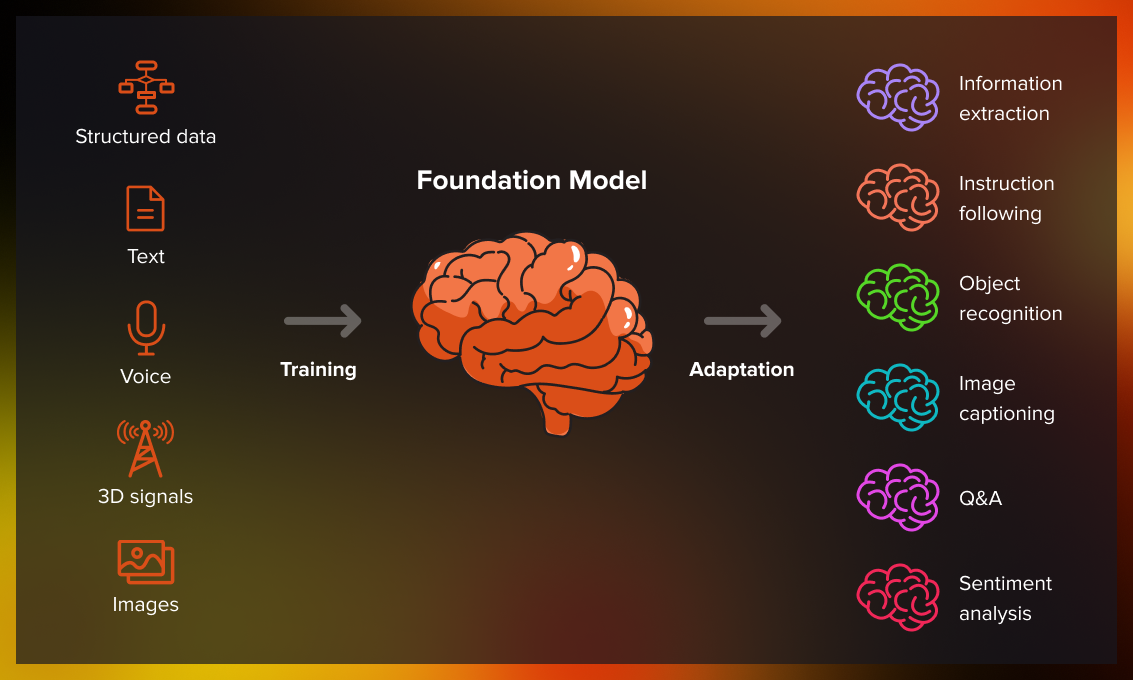 Structured data
Text
Voice
3D signals
Images
Training
Foundation Model
Adaptation
Information
extraction
Instruction
following
Object
recognition
Image
captioning
Q&A
Sentiment
analysis